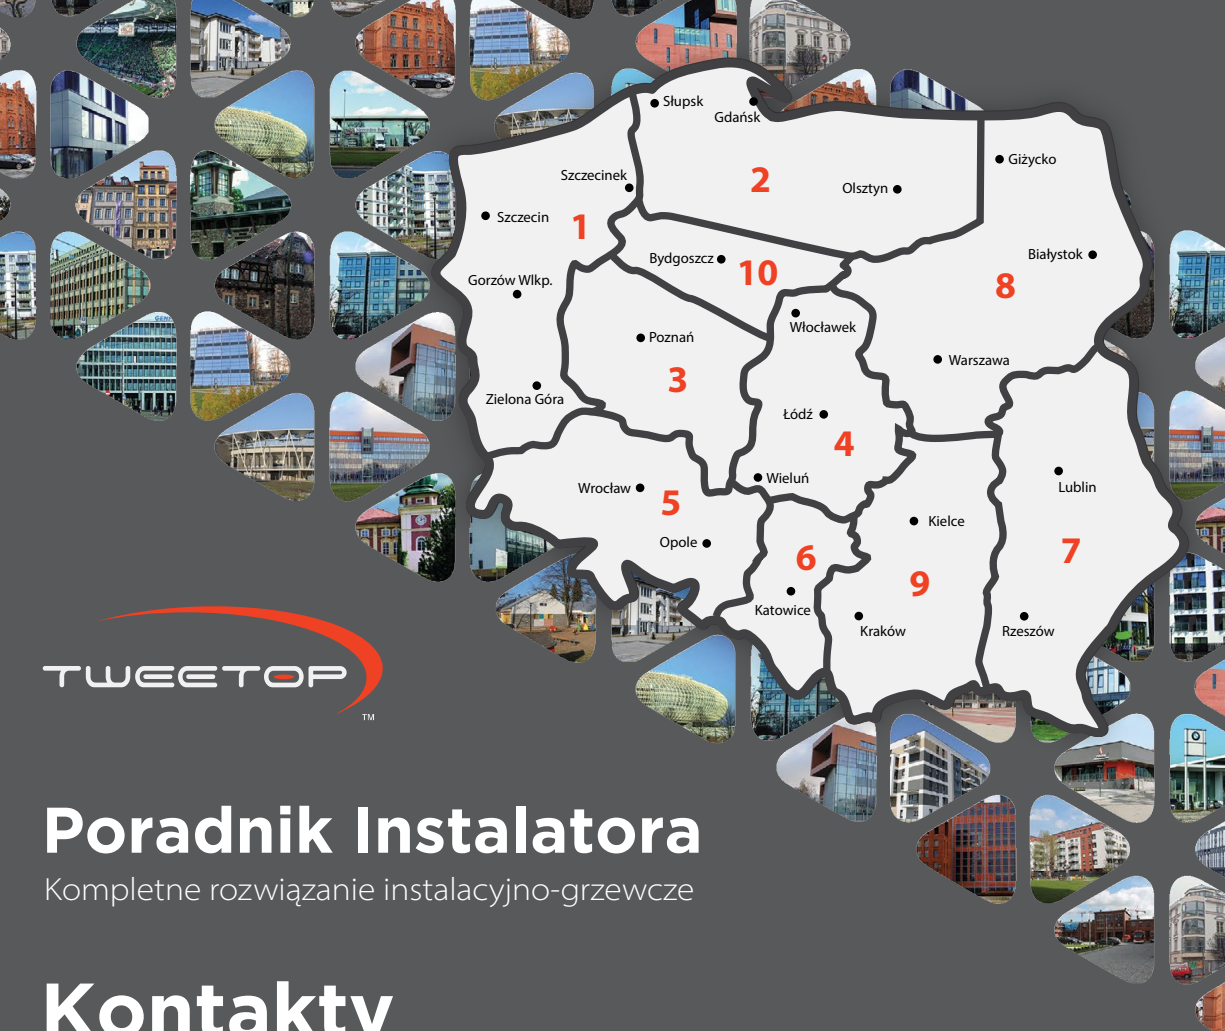 Słupsk
Gdańsk
Giżycko
2
Szczecinek
Olsztyn
Szczecin
1
Białystok
Bydgoszcz
10
Gorzów Wlkp.
8
Włocławek
Poznań
Warszawa
3
Zielona Góra
Łódź
4
Lublin
Wieluń
Wrocław
5
Kielce
Opole
6
7
9
Katowice
Kraków
Rzeszów
TWEETOP
TM
Poradnik Instalatora
Kompletne rozwiązanie instalacyjno-grzewcze
Kontakty